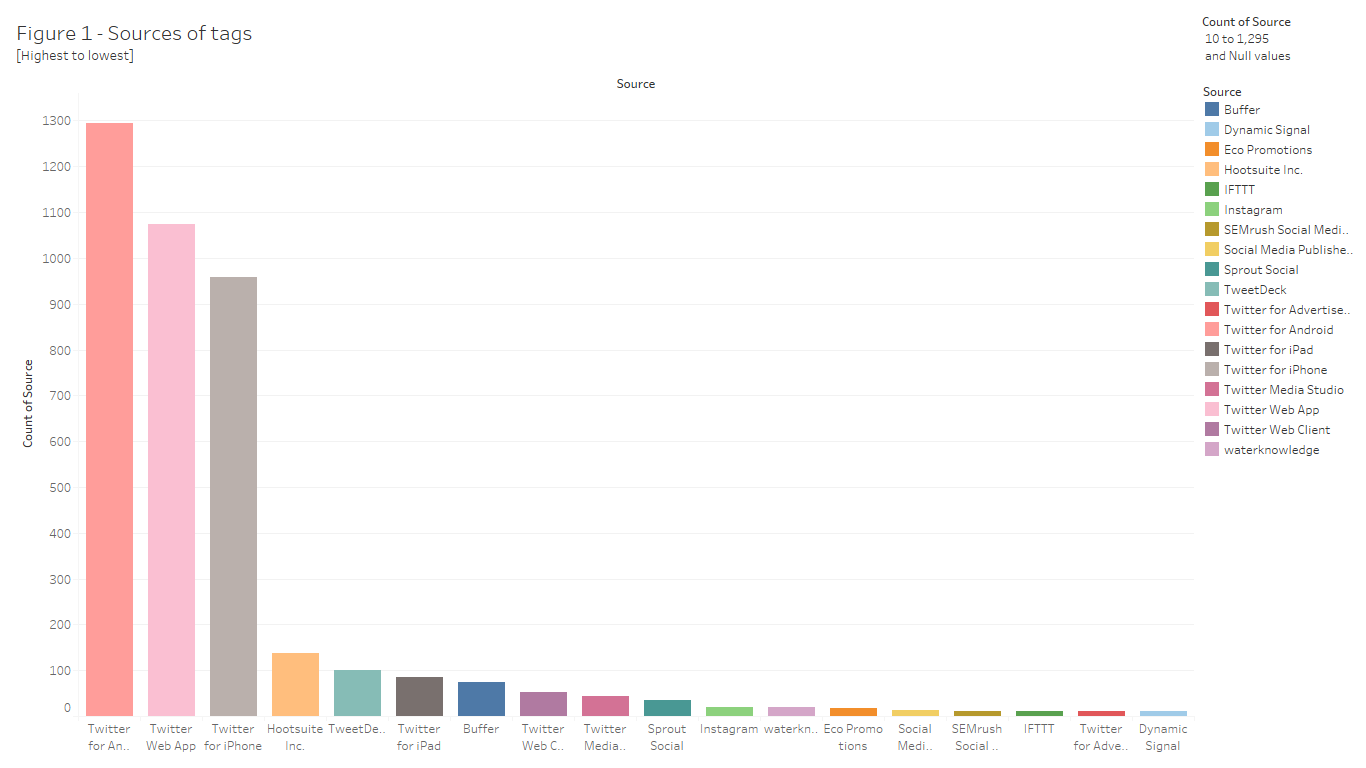 Figure 1 - Sources of tags
[Highest to lowest]
Source
Count of Source
1300
1200
1100
1000
900
800
700
600
500
400
300
200
100
0
Twitter for An..
Twitter Web App
Twitter for iPhone
Hootsuite Inc.
TweetDe..
Twitter for iPad
Buffer
Twitter Web C..
Twitter Media..
Sprout Social
Instagram
waterkn..
Eco Promo tions
Social Medi..
SEMrush Social ..
IFTTT
Twitter for Adve..
Dynamic Signal
Count of Source
10 to 1,295
and Null values
Source
Buffer
Dynamic Signal
Eco Promotions
Hootsuite Inc.
IFTTT
Instagram
SEMrush Social Medi..
Social Media Publishe..
Sprout Social
TweetDeck
Twitter for Advertise..
Twitter for Android
Twitter for iPad
Twitter for iPhone
Twitter Media Studio
Twitter Web App
Twitter Web Client
waterknowledge